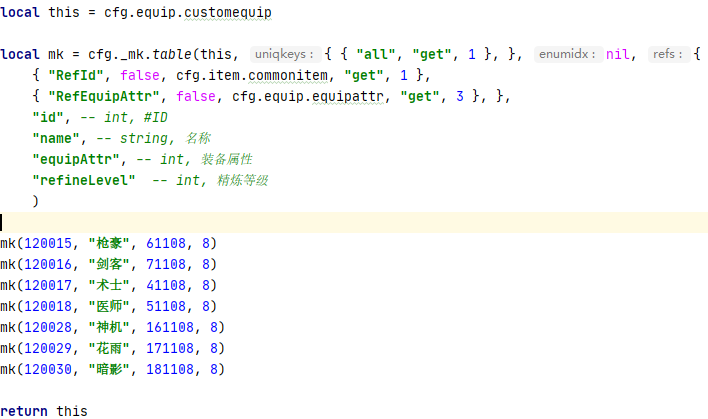 local this = cfg.equip.customequip
local mk = cfg._mk.table(this, uniqkeys: { { "all", "get", 1 }, }, enumidx: nil, refs: {
{ "RefId", false, cfg.item.commonitem, "get", 1 },
{ "RefEquipAttr", false, cfg.equip.equipattr, "get", 3 }, },
"id", -- int, #ID
"name", -- string, 名称
"equipAttr", -- int, 装备属性
"refineLevel"  -- int, 精炼等级
)
mk(120015, "枪豪", 61108, 8)
mk(120016, "剑客", 71108, 8)
mk(120017, "术士", 41108, 8)
mk(120018, "医师", 51108, 8)
mk(120028, "神机", 161108, 8)
mk(120029, "花雨", 171108, 8)
mk(120030, "暗影", 181108, 8)
return this